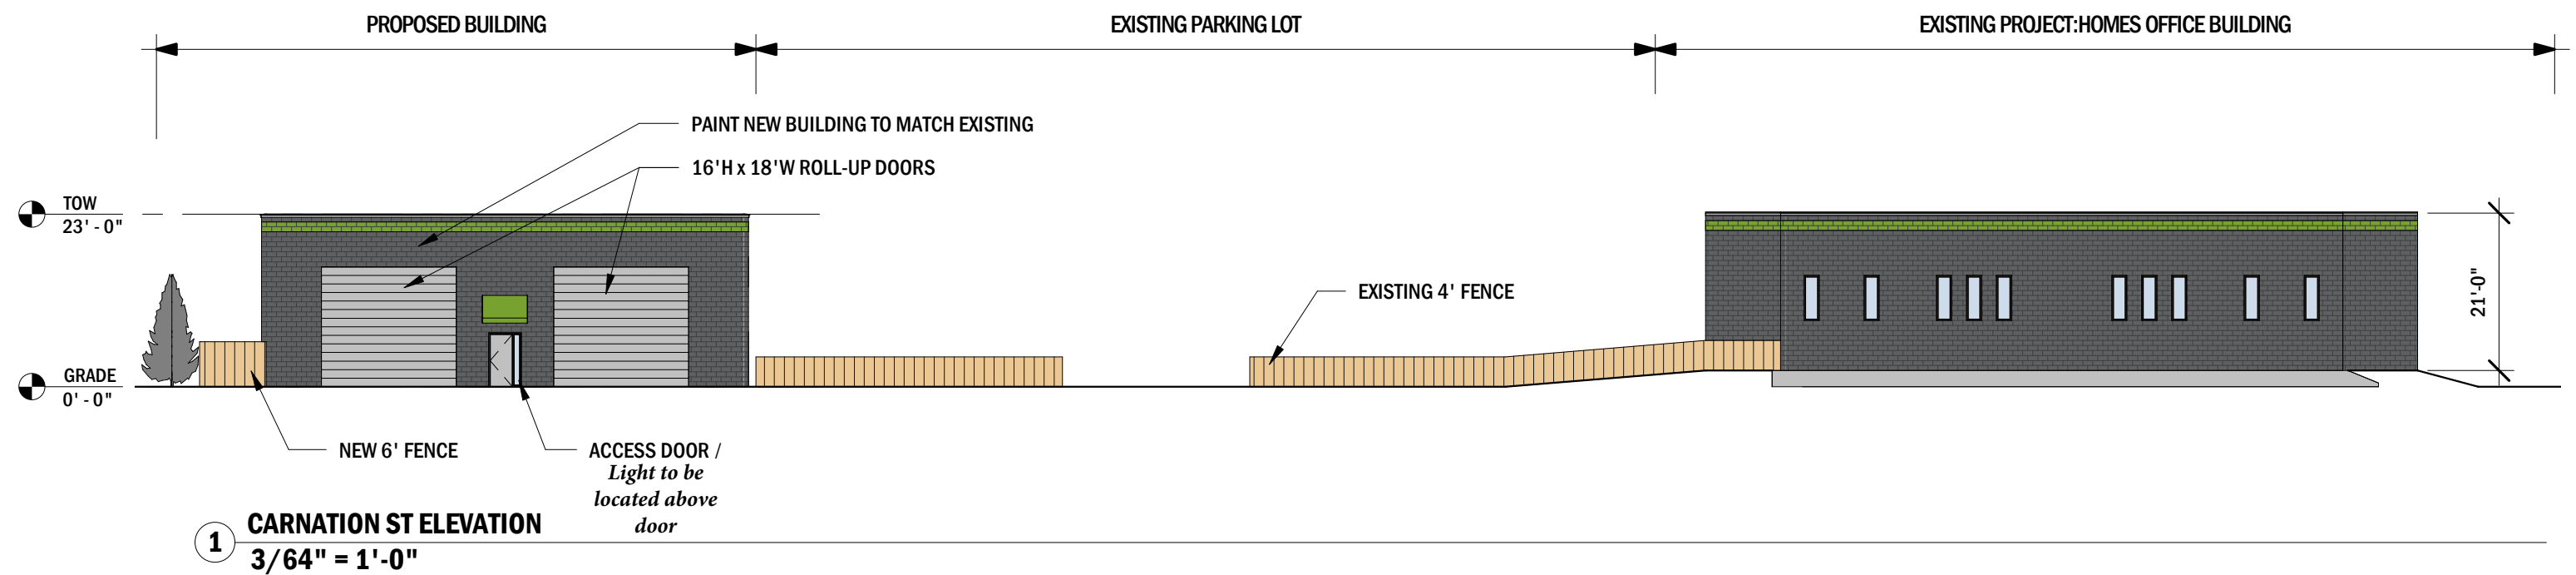 PROPOSED BUILDING
EXISTING PARKING LOT
EXISTING PROJECT:HOMES OFFICE BUILDING
PAINT NEW BUILDING TO MATCH EXISTING
16'H x 18'W ROLL-UP DOORS
TOW
23' - 0"
EXISTING 4' FENCE
21'-0"
GRADE
0' - 0"
NEW 6' FENCE
ACCESS DOOR /
Light to be
located above
door
1
CARNATION ST ELEVATION
3/64" = 1'-0"